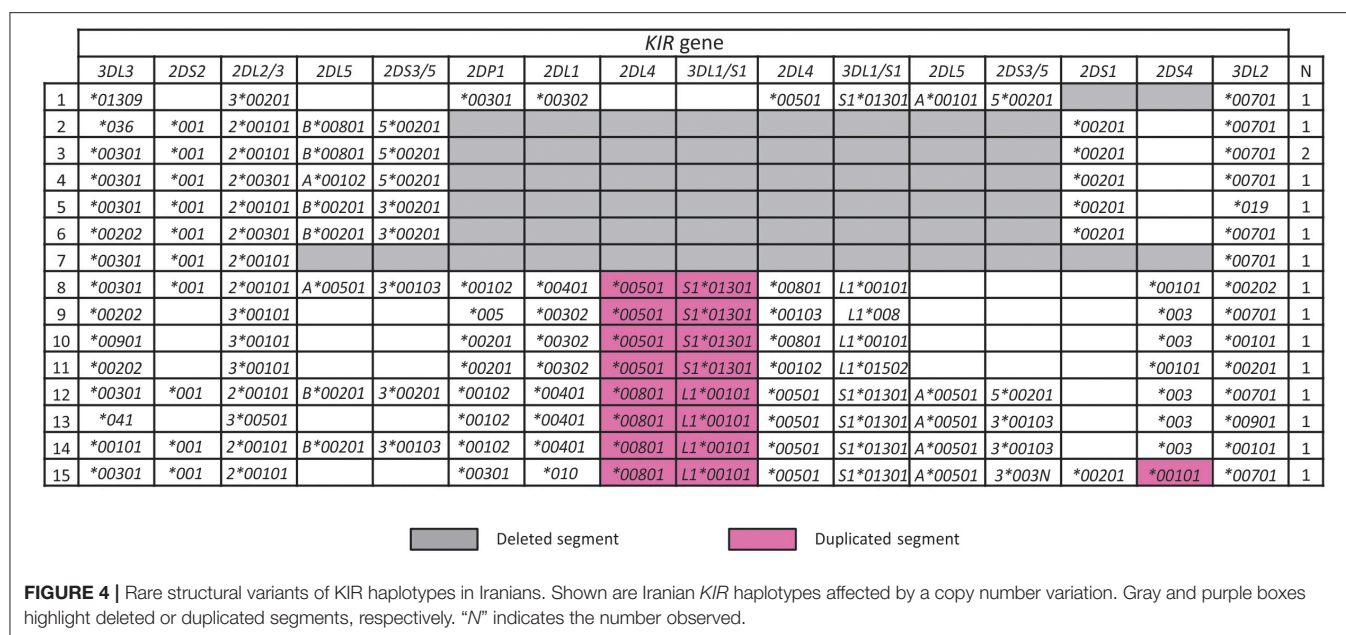 KIR gene
3DL3 2DS2 2DL2/3 2DL5 2DS3/5 2DP1 2DL1 2DL4 3DL1/S1 2DL4 3DL1/S1 2DL5 2DS3/5 2DS1 2DS4 3DL2 N
1 *01309 3*00201 *00301 *00302 *00501 S1*01301 A*00101 5*00201 *00701 1
2 *036 *001 2*00101 B*00801 5*00201 *00201 *00701 1
3 *00301 *001 2*00101 B*00801 5*00201 *00201 *00701 2
4 *00301 *001 2*00301 A*00102 5*00201 *00201 *00701 1
5 *00301 *001 2*00101 B*00201 3*00201 *00201 *019 1
6 *00202 *001 2*00301 B*00201 3*00201 *00201 *00701 1
7 *00301 *001 2*00101 *00701 1
8 *00301 *001 2*00101 A*00501 3*00103 *00102 *00401 *00501 S1*01301 *00801 L1*00101 *00101 *00202 1
9 *00202 3*00101 *005 *00302 *00501 S1*01301 *00103 L1*008 *003 *00701 1
10 *00901 3*00101 *00201 *00302 *00501 S1*01301 *00801 L1*00101 *003 *00101 1
11 *00202 3*00101 *00201 *00302 *00501 S1*01301 *00102 L1*01502 *00101 *00201 1
12 *00301 *001 2*00101 B*00201 3*00201 *00102 *00401 *00801 L1*00101 *00501 S1*01301 A*00501 5*00201 *003 *00701 1
13 *041 3*00501 *00102 *00401 *00801 L1*00101 *00501 S1*01301 A*00501 3*00103 *003 *00901 1
14 *00101 *001 2*00101 B*00201 3*00103 *00102 *00401 *00801 L1*00101 *00501 S1*01301 A*00501 3*00103 *003 *00101 1
15 *00301 *001 2*00101 *00301 *010 *00801 L1*00101 *00501 S1*01301 A*00501 3*003N *00201 *00101 *00701 1
Deleted segment Duplicated segment
FIGURE 4 | Rare structural variants of KIR haplotypes in Iranians. Shown are Iranian KIR haplotypes affected by a copy number variation. Gray and purple boxes
highlight deleted or duplicated segments, respectively. “N” indicates the number observed.